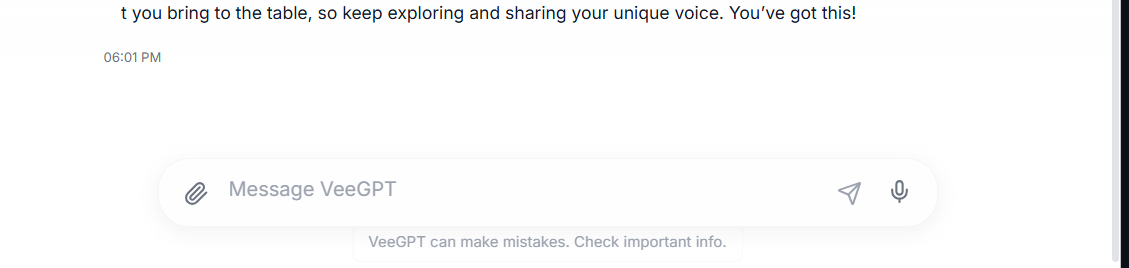 t you bring to the table, so keep exploring and sharing your unique voice. You’ve got this!
06:01 PM
Message VeeGPT
VeeGPT can make mistakes. Check important info.